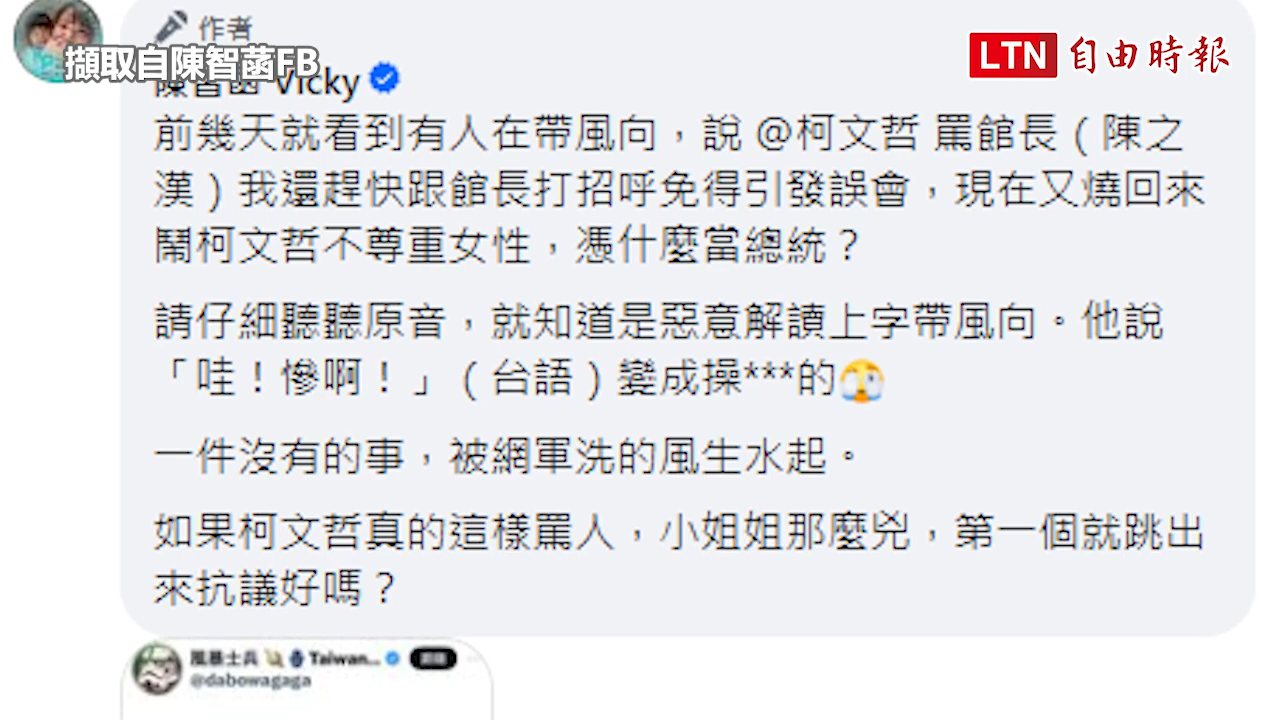 作者
擷取自陳智菡FB
LTN 自由時報
陳智菡 Vicky
前幾天就看到有人在帶風向，說 @柯文哲 罵館長（陳之
漢）我還趕快跟館長打招呼免得引發誤會，現在又燒回來
鬧柯文哲不尊重女性，憑什麼當總統？
請仔細聽聽原音，就知道是惡意解讀上字帶風向。他說
「哇！慘啊！」（台語）變成操***的
一件沒有的事，被網軍洗的風生水起。
如果柯文哲真的這樣罵人，小姐姐那麼兇，第一個就跳出
來抗議好嗎？
風暴士兵 Taiwan...
@dabowagaga